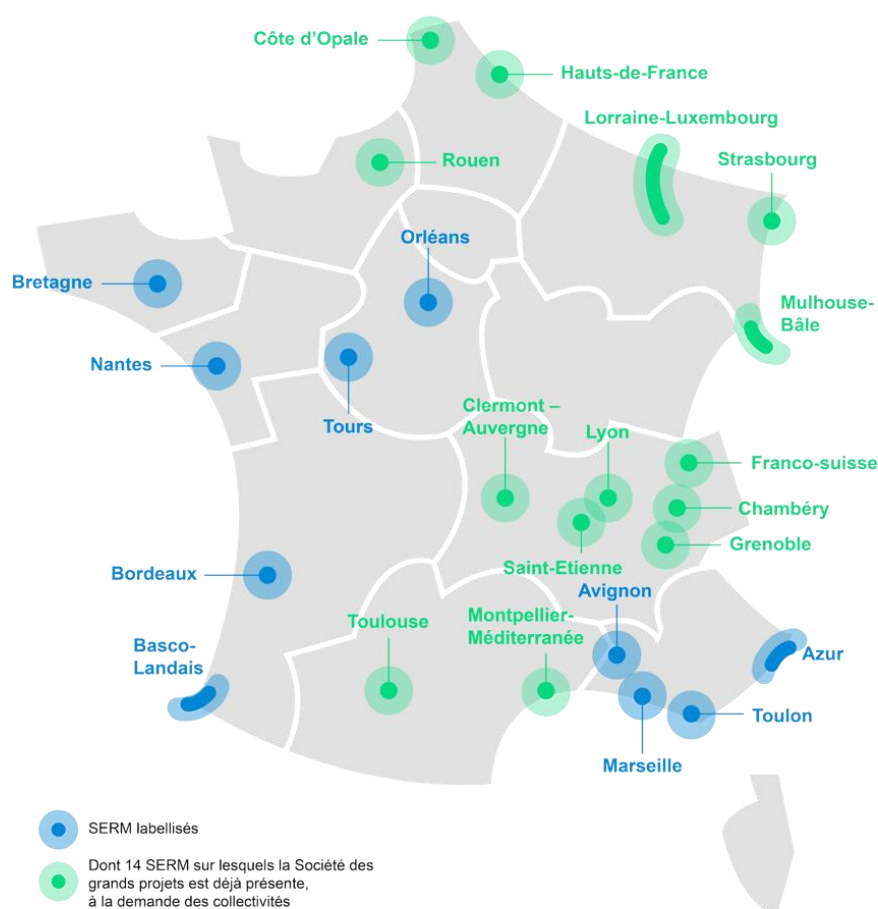 Côte d'Opale
Hauts-de-France
Lorraine-Luxembourg
Strasbourg
Rouen
Orléans
Bretagne
Mulhouse-
Bâle
Nantes
Tours
Clermont –
Auvergne
Lyon
Franco-suisse
Chambéry
Grenoble
Saint-Etienne
Bordeaux
Avignon
Toulouse
Montpellier-
Méditerranée
Basco-
Landais
Azur
Toulon
Marseille
SERM labellisés
Dont 14 SERM sur lesquels la Société des
grands projets est déjà présente,
à la demande des collectivités